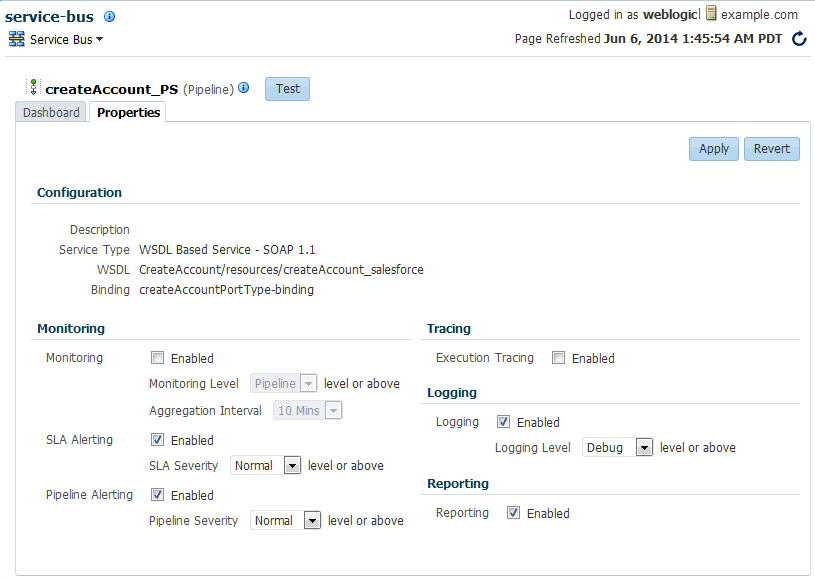 service-bus
Logged in as weblogic example.com
Service Bus
Page Refreshed Jun 6, 2014 1:45:54 AM PDT
createAccount_PS (Pipeline) Test
Dashboard Properties
Apply Revert
Configuration
Description
Service Type WSDL Based Service - SOAP 1.1
WSDL CreateAccount/resources/createAccount_salesforce
Binding createAccountPortType-binding
Monitoring
Monitoring Enabled
Monitoring Level Pipeline level or above
Aggregation Interval 10 Mins
SLA Alerting Enabled
SLA Severity Normal level or above
Pipeline Alerting Enabled
Pipeline Severity Normal level or above
Tracing
Execution Tracing Enabled
Logging
Logging Enabled
Logging Level Debug level or above
Reporting
Reporting Enabled